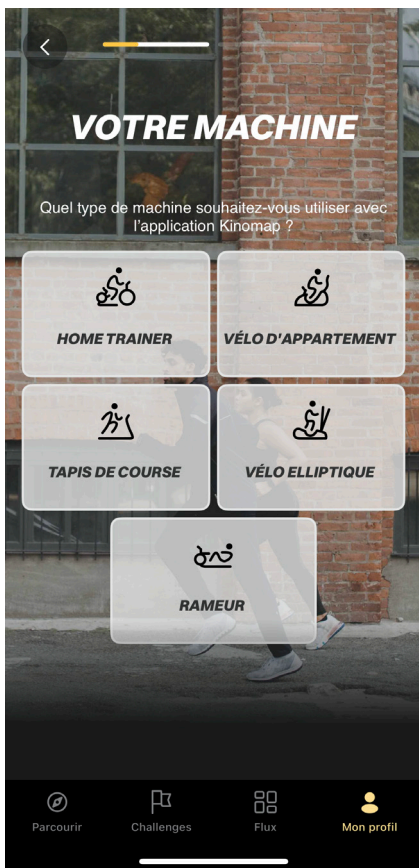 VOTRE MACHINE
Quel type de machine souhaitez-vous utiliser avec
l'application Kinomap ?
HOME TRAINER
VÉLO D'APPARTEMENT
TAPIS DE COURSE
VÉLO ELLIPTIQUE
RAMEUR
Parcourir
Challenges
Flux
Mon profil